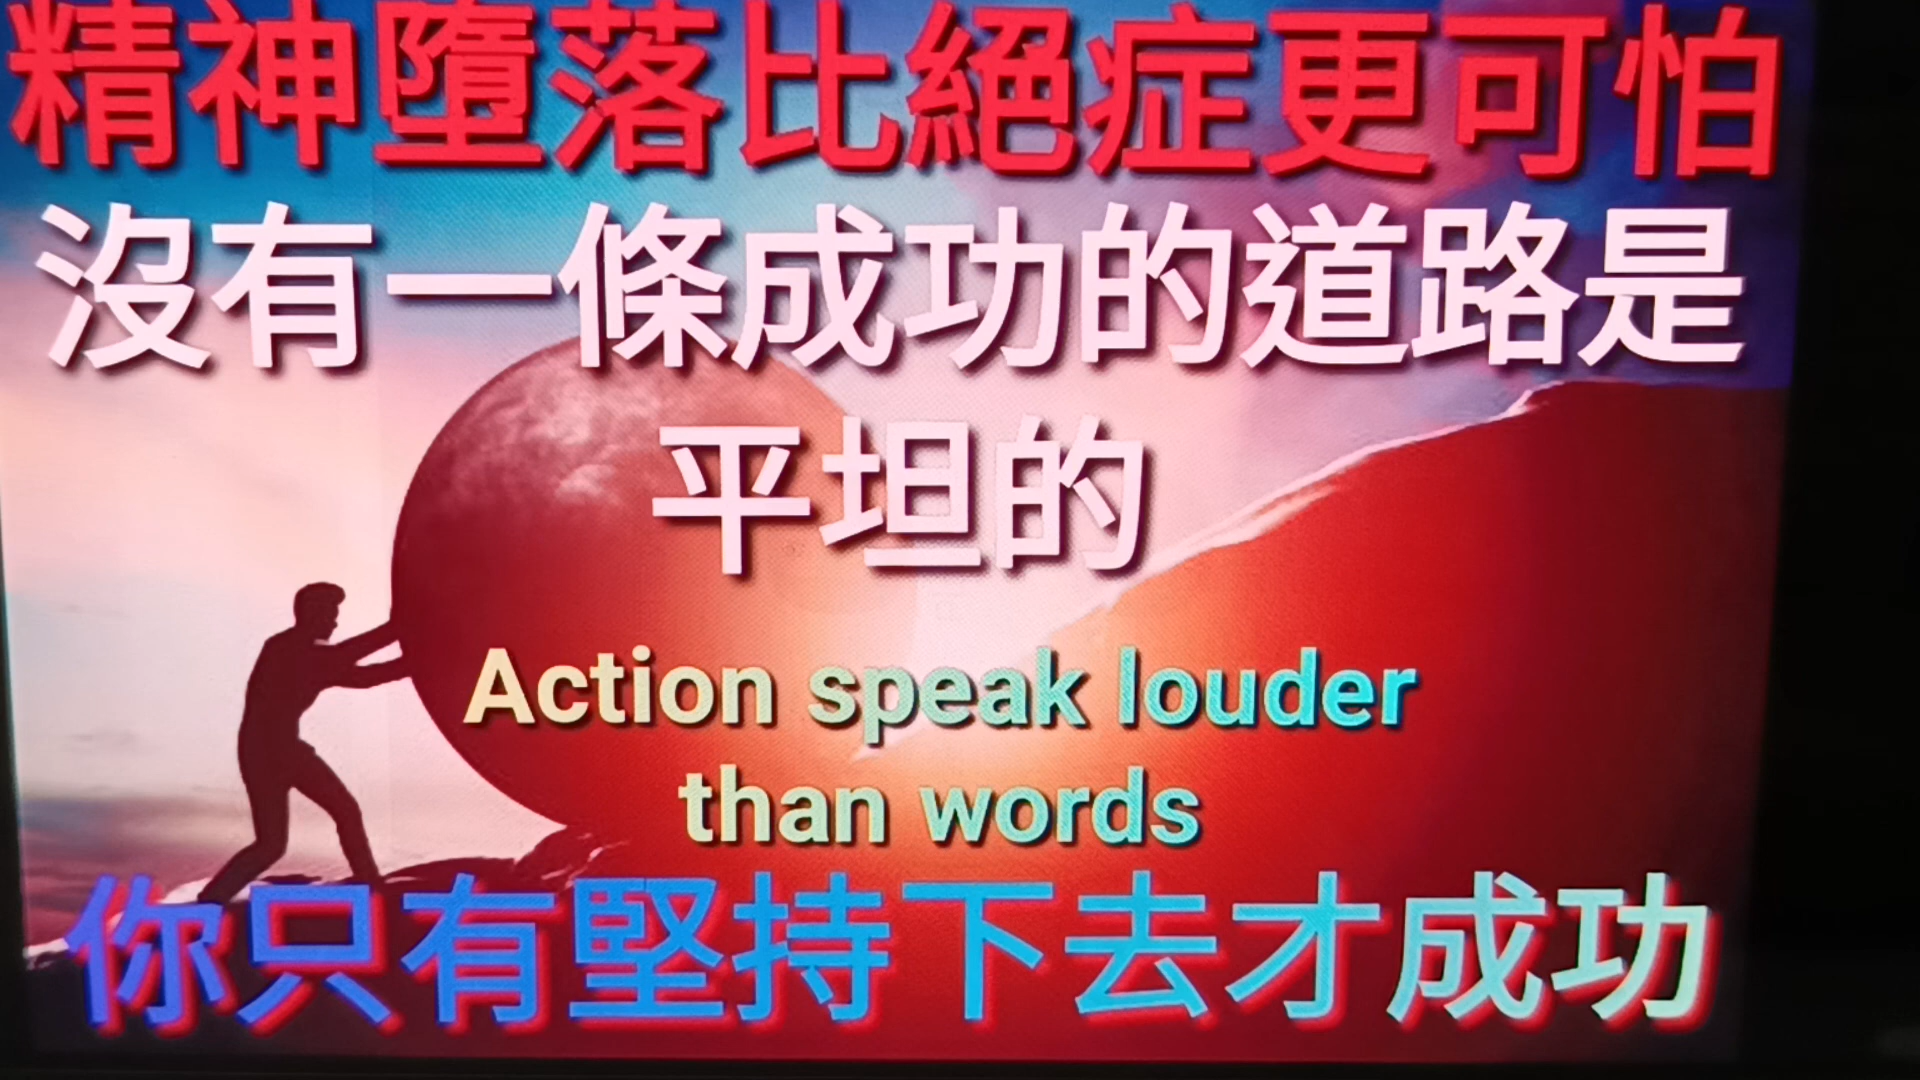 精神墮落比絕症更可怕
沒有一條成功的道路是
平坦的
Action speak louder
than words
你只有堅持下去才成功